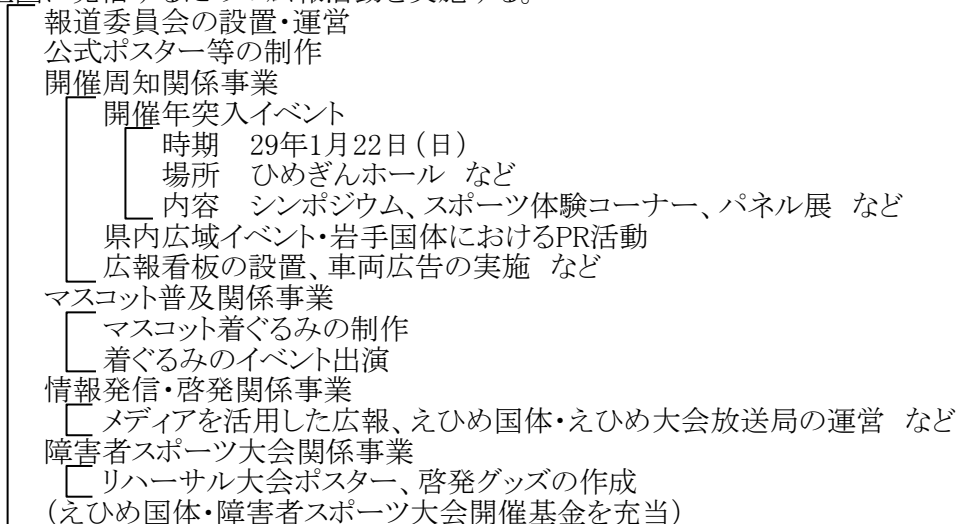 発信するための広報活動を実施する。
報道委員会の設置・運営
公式ポスター等の制作
開催周知関係事業
開催年突入イベント
時期 29年1月22日(日)
場所 ひめぎんホール など
内容 シンポジウム、スポーツ体験コーナー、パネル展 など
県内広域イベント・岩手国体におけるPR活動
広報看板の設置、車両広告の実施 など
マスコット普及関係事業
マスコット着ぐるみの制作
着ぐるみのイベント出演
情報発信・啓発関係事業
メディアを活用した広報、えひめ国体・えひめ大会放送局の運営 など
障害者スポーツ大会関係事業
リハーサル大会ポスター、啓発グッズの作成
(えひめ国体・障害者スポーツ大会開催基金を充当)